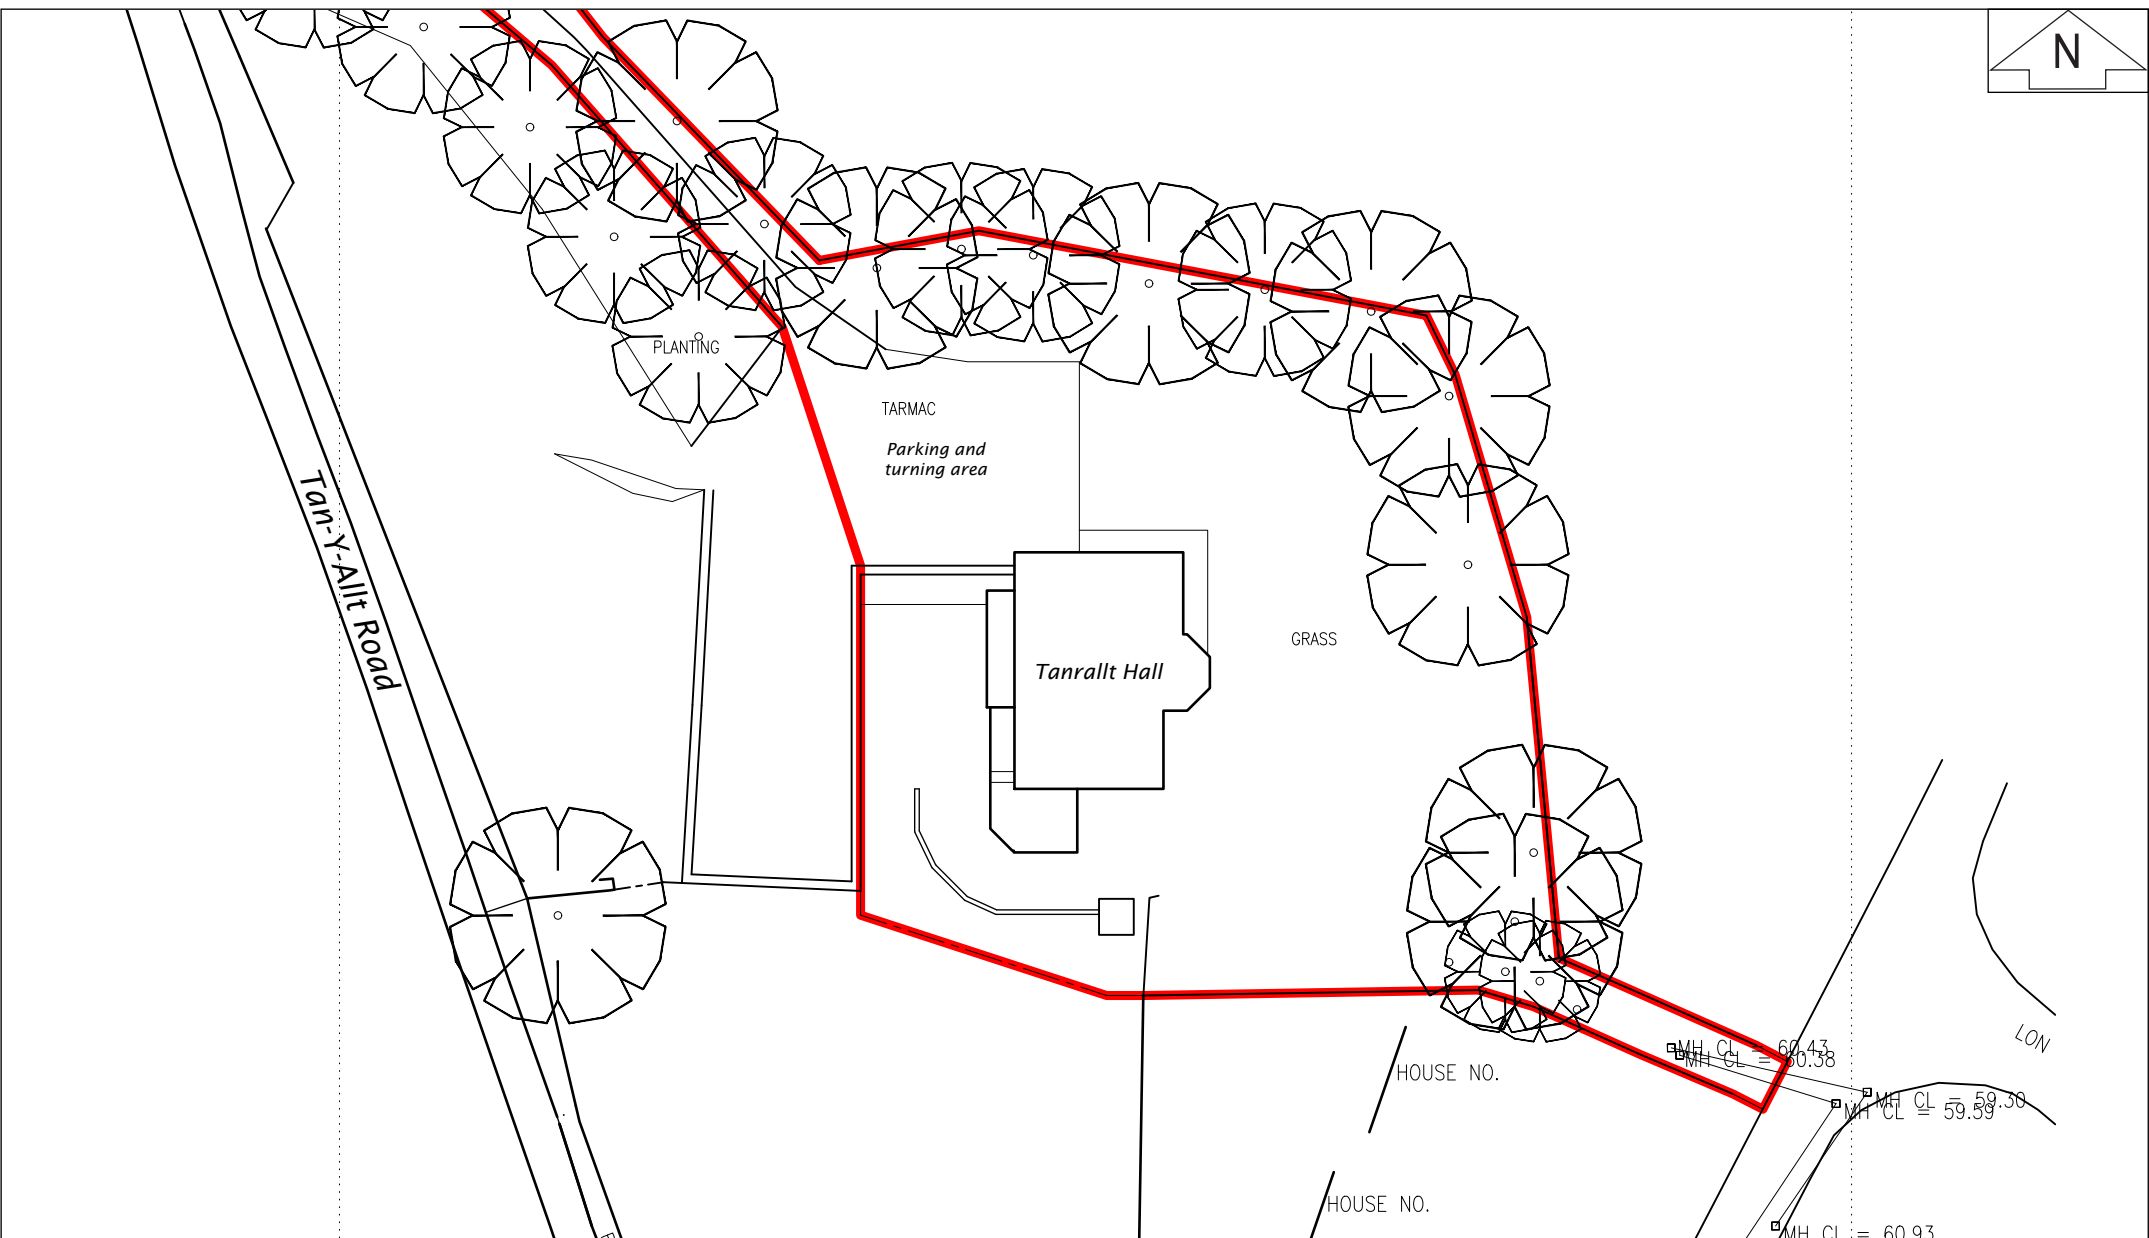 N
PLANTING
TARMAC
Parking and
turning area
Tan-Y-Allt Road
GRASS
Tanrallt Hall
LON
MH CL = 60.43
MH CL = 60.38
HOUSE NO.
MH CL = 59.30
MH CL = 59.59
HOUSE NO.
MH CL = 60.93